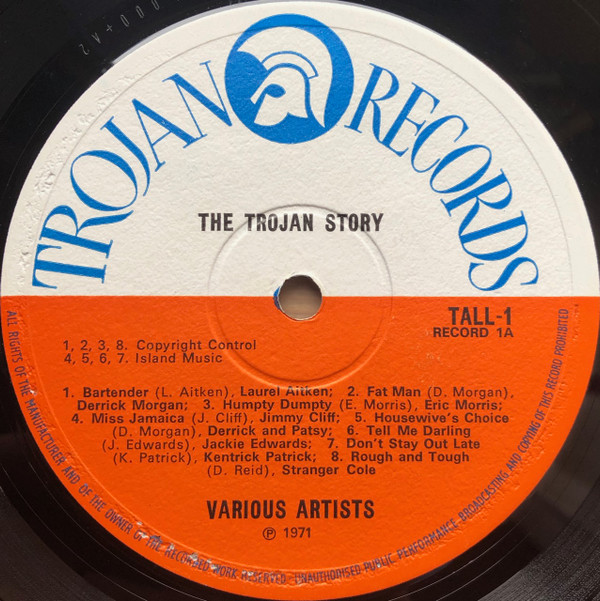 TROJAN RECORDS
THE TROJAN STORY
TALL-1
RECORD 1A
1, 2, 3, 8. Copyright Control
4, 5, 6, 7. Island Music
1. Bartender (L. Aitken), Laurel Aitken; 2. Fat Man (D. Morgan),
Derrick Morgan; 3. Humpty Dumpty (E. Morris), Eric Morris;
4. Miss Jamaica (J. Cliff), Jimmy Cliff; 5. Housewive's Choice
(D. Morgan), Derrick and Patsy; 6. Tell Me Darling
(J. Edwards), Jackie Edwards; 7. Don't Stay Out Late
(K. Patrick), Kentrick Patrick; 8. Rough and Tough
(D. Reid), Stranger Cole
VARIOUS ARTISTS
℗ 1971
ALL RIGHTS OF THE MANUFACTURER AND OF THE OWNER OF THE RECORDED WORK RESERVED - UNAUTHORISED PUBLIC PERFORMANCE BROADCASTING AND COPYING OF THIS RECORD PROHIBITED